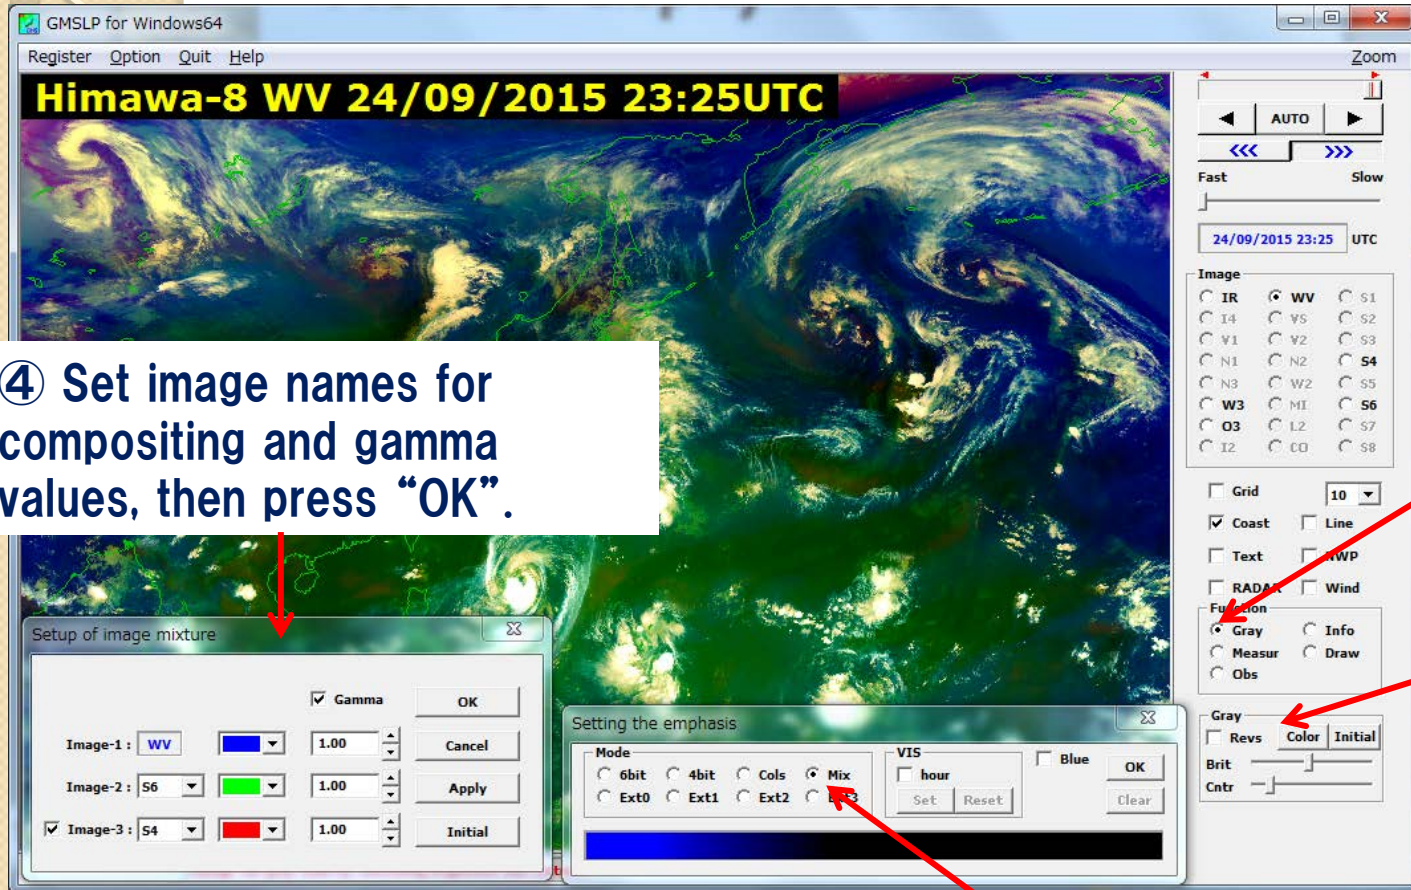 GMSLP for Windows64
Register Option Quit Help Zoom
Himawa-8 WV 24/09/2015 23:25UTC
AUTO
<<< >>>
Fast Slow
24/09/2015 23:25 UTC
Image
IR WV S1
I4 VS S2
V1 V2 S3
N1 N2 S4
N3 W2 S5
W3 MI S6
O3 L2 S7
I2 CO S8
Grid 10
Coast Line
Text NWP
RADAR Wind
Function
Gray Info
Measur Draw
Obs
Gray
Revs Color Initial
Brit
Cntr
④ Set image names for
compositing and gamma
values, then press “OK”.
Setup of image mixture
Gamma OK
Image-1 : WV 1.00 Cancel
Image-2 : S6 1.00 Apply
Image-3 : S4 1.00 Initial
Setting the emphasis
Mode VIS Blue OK
6bit 4bit Cols Mix hour
Ext0 Ext1 Ext2 Ext3 Set Reset Clear